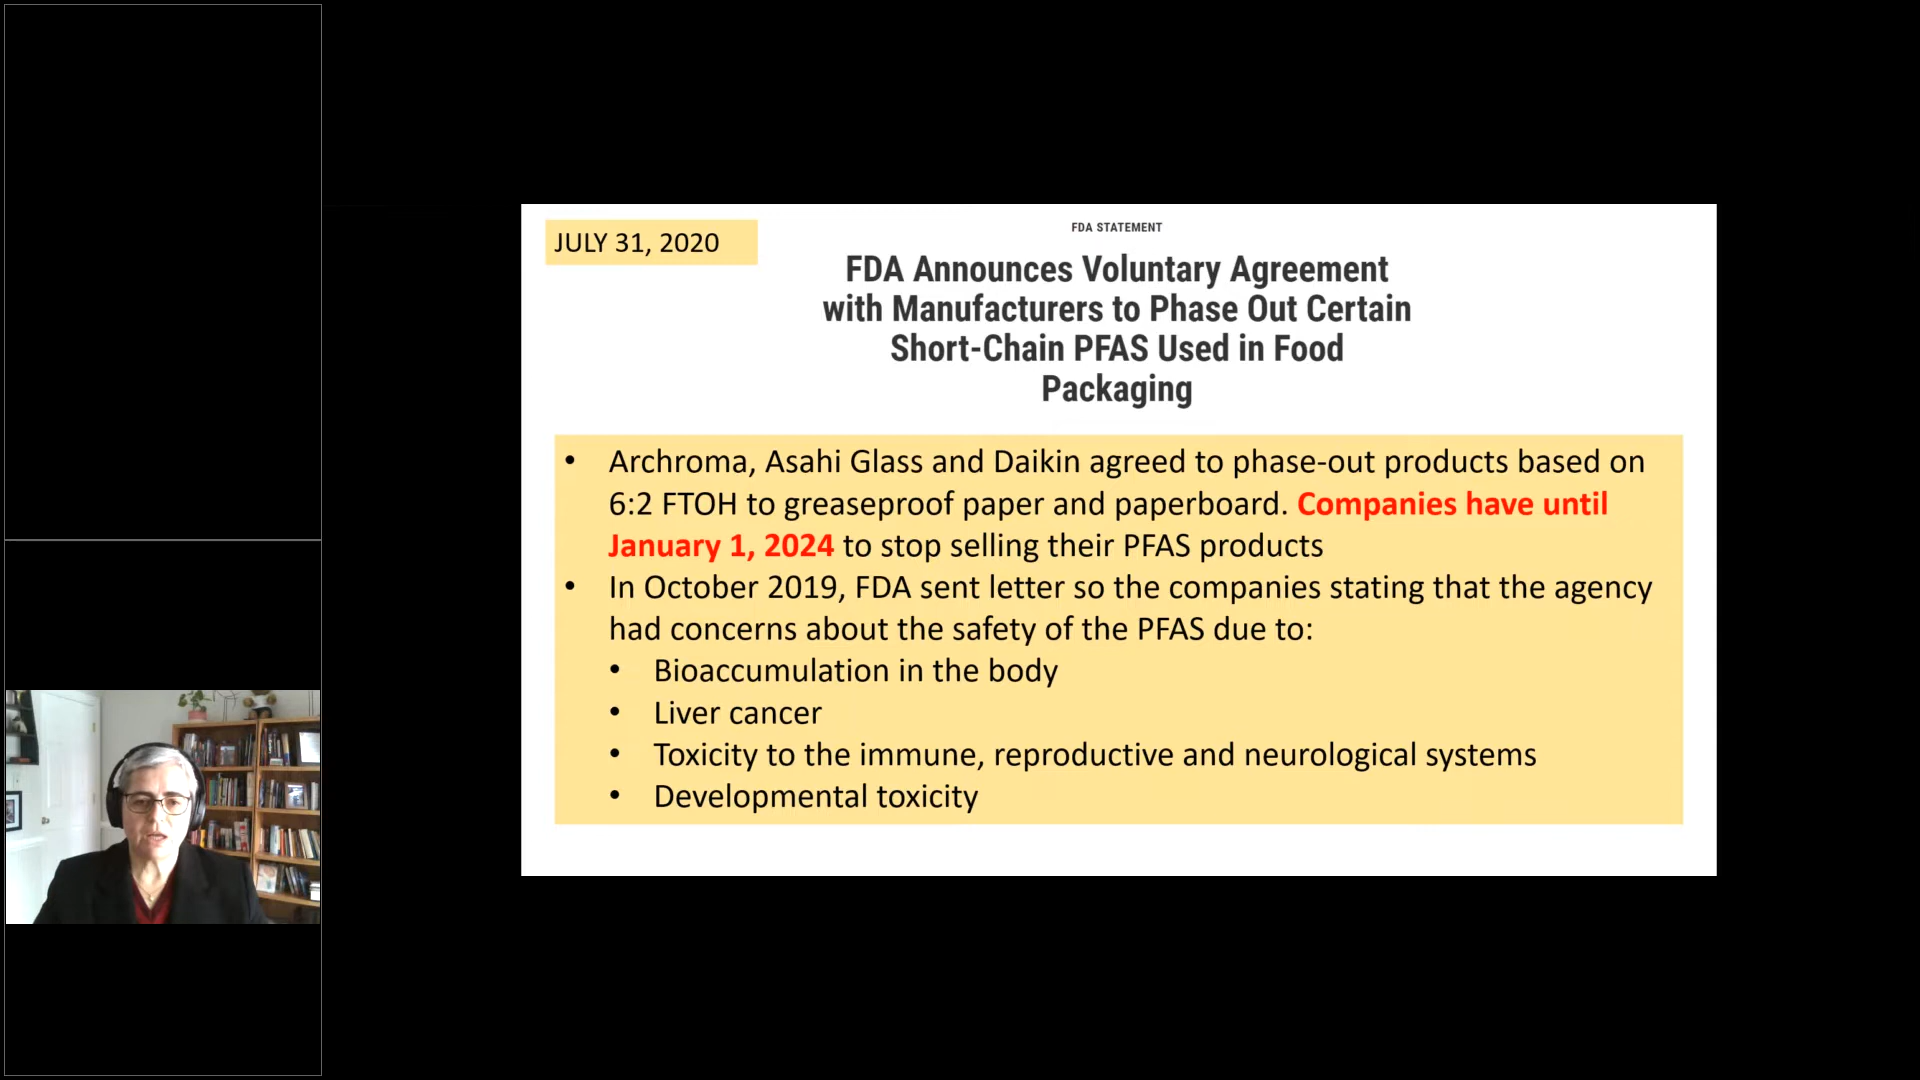 JULY 31, 2020
FDA STATEMENT
FDA Announces Voluntary Agreement
with Manufacturers to Phase Out Certain
Short-Chain PFAS Used in Food
Packaging
• Archroma, Asahi Glass and Daikin agreed to phase-out products based on
6:2 FTOH to greaseproof paper and paperboard. Companies have until
January 1, 2024 to stop selling their PFAS products
• In October 2019, FDA sent letter so the companies stating that the agency
had concerns about the safety of the PFAS due to:
• Bioaccumulation in the body
• Liver cancer
• Toxicity to the immune, reproductive and neurological systems
• Developmental toxicity